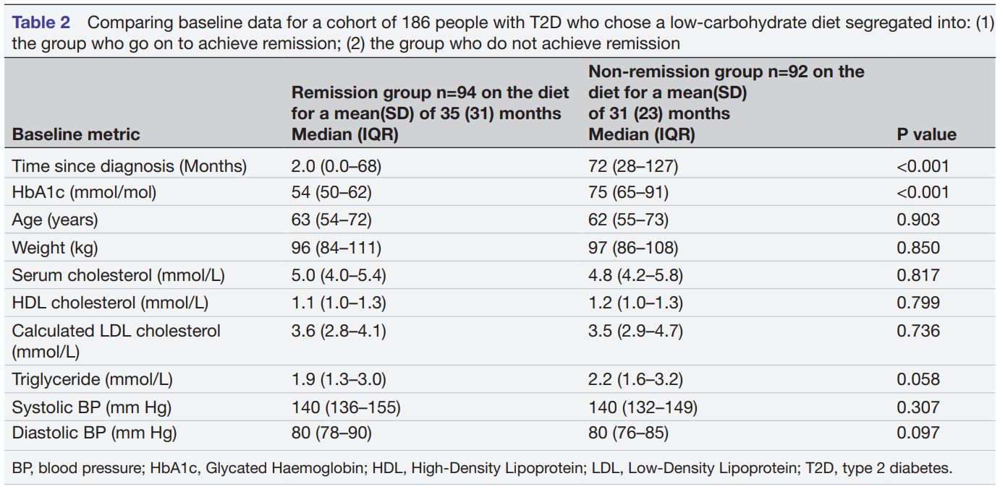 Table 2 Comparing baseline data for a cohort of 186 people with T2D who chose a low-carbohydrate diet segregated into: (1)
the group who go on to achieve remission; (2) the group who do not achieve remission
Baseline metric
Remission group n=94 on the diet
for a mean(SD) of 35 (31) months
Median (IQR)
Non-remission group n=92 on the
diet for a mean(SD)
of 31 (23) months
Median (IQR)
P value
Time since diagnosis (Months) 2.0 (0.0–68) 72 (28–127) <0.001
HbA1c (mmol/mol) 54 (50–62) 75 (65–91) <0.001
Age (years) 63 (54–72) 62 (55–73) 0.903
Weight (kg) 96 (84–111) 97 (86–108) 0.850
Serum cholesterol (mmol/L) 5.0 (4.0–5.4) 4.8 (4.2–5.8) 0.817
HDL cholesterol (mmol/L) 1.1 (1.0–1.3) 1.2 (1.0–1.3) 0.799
Calculated LDL cholesterol 3.6 (2.8–4.1) 3.5 (2.9–4.7) 0.736
(mmol/L)
Triglyceride (mmol/L) 1.9 (1.3–3.0) 2.2 (1.6–3.2) 0.058
Systolic BP (mm Hg) 140 (136–155) 140 (132–149) 0.307
Diastolic BP (mm Hg) 80 (78–90) 80 (76–85) 0.097
BP, blood pressure; HbA1c, Glycated Haemoglobin; HDL, High-Density Lipoprotein; LDL, Low-Density Lipoprotein; T2D, type 2 diabetes.